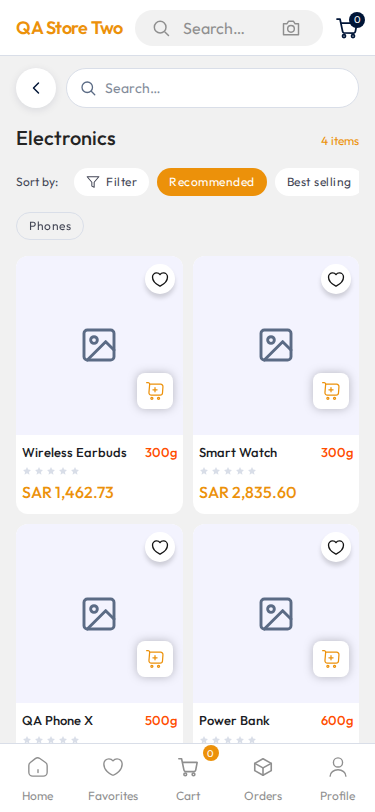 QA Store Two
Search...
0
Search...
Electronics
4 items
Sort by:
Filter
Recommended
Best selling
Phones
Wireless Earbuds
300g
SAR 1,462.73
Smart Watch
300g
SAR 2,835.60
QA Phone X
500g
Power Bank
600g
0
Home
Favorites
Cart
Orders
Profile